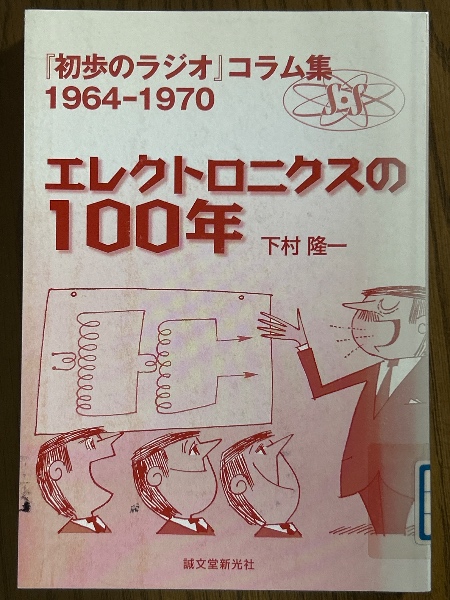 『初歩のラジオ』コラム集
1964-1970
エレクトロニクスの
100年
下村 隆一
誠文堂新光社